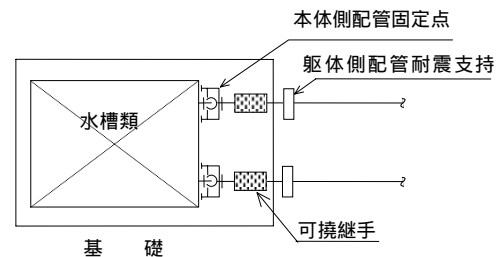 本体側配管固定点
躯体側配管耐震支持
水槽類
可撓継手
基 礎